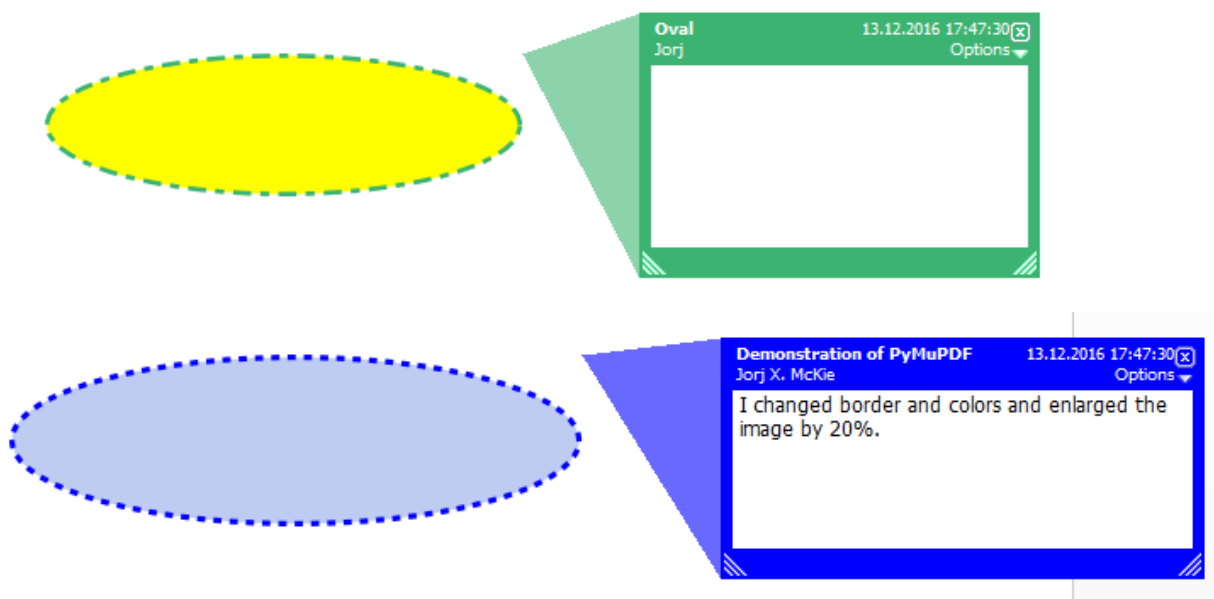 Oval 13.12.2016 17:47:30
Jorj Options
Demonstration of PyMuPDF 13.12.2016 17:47:30
Jorj X. McKie Options
I changed border and colors and enlarged the
image by 20%.